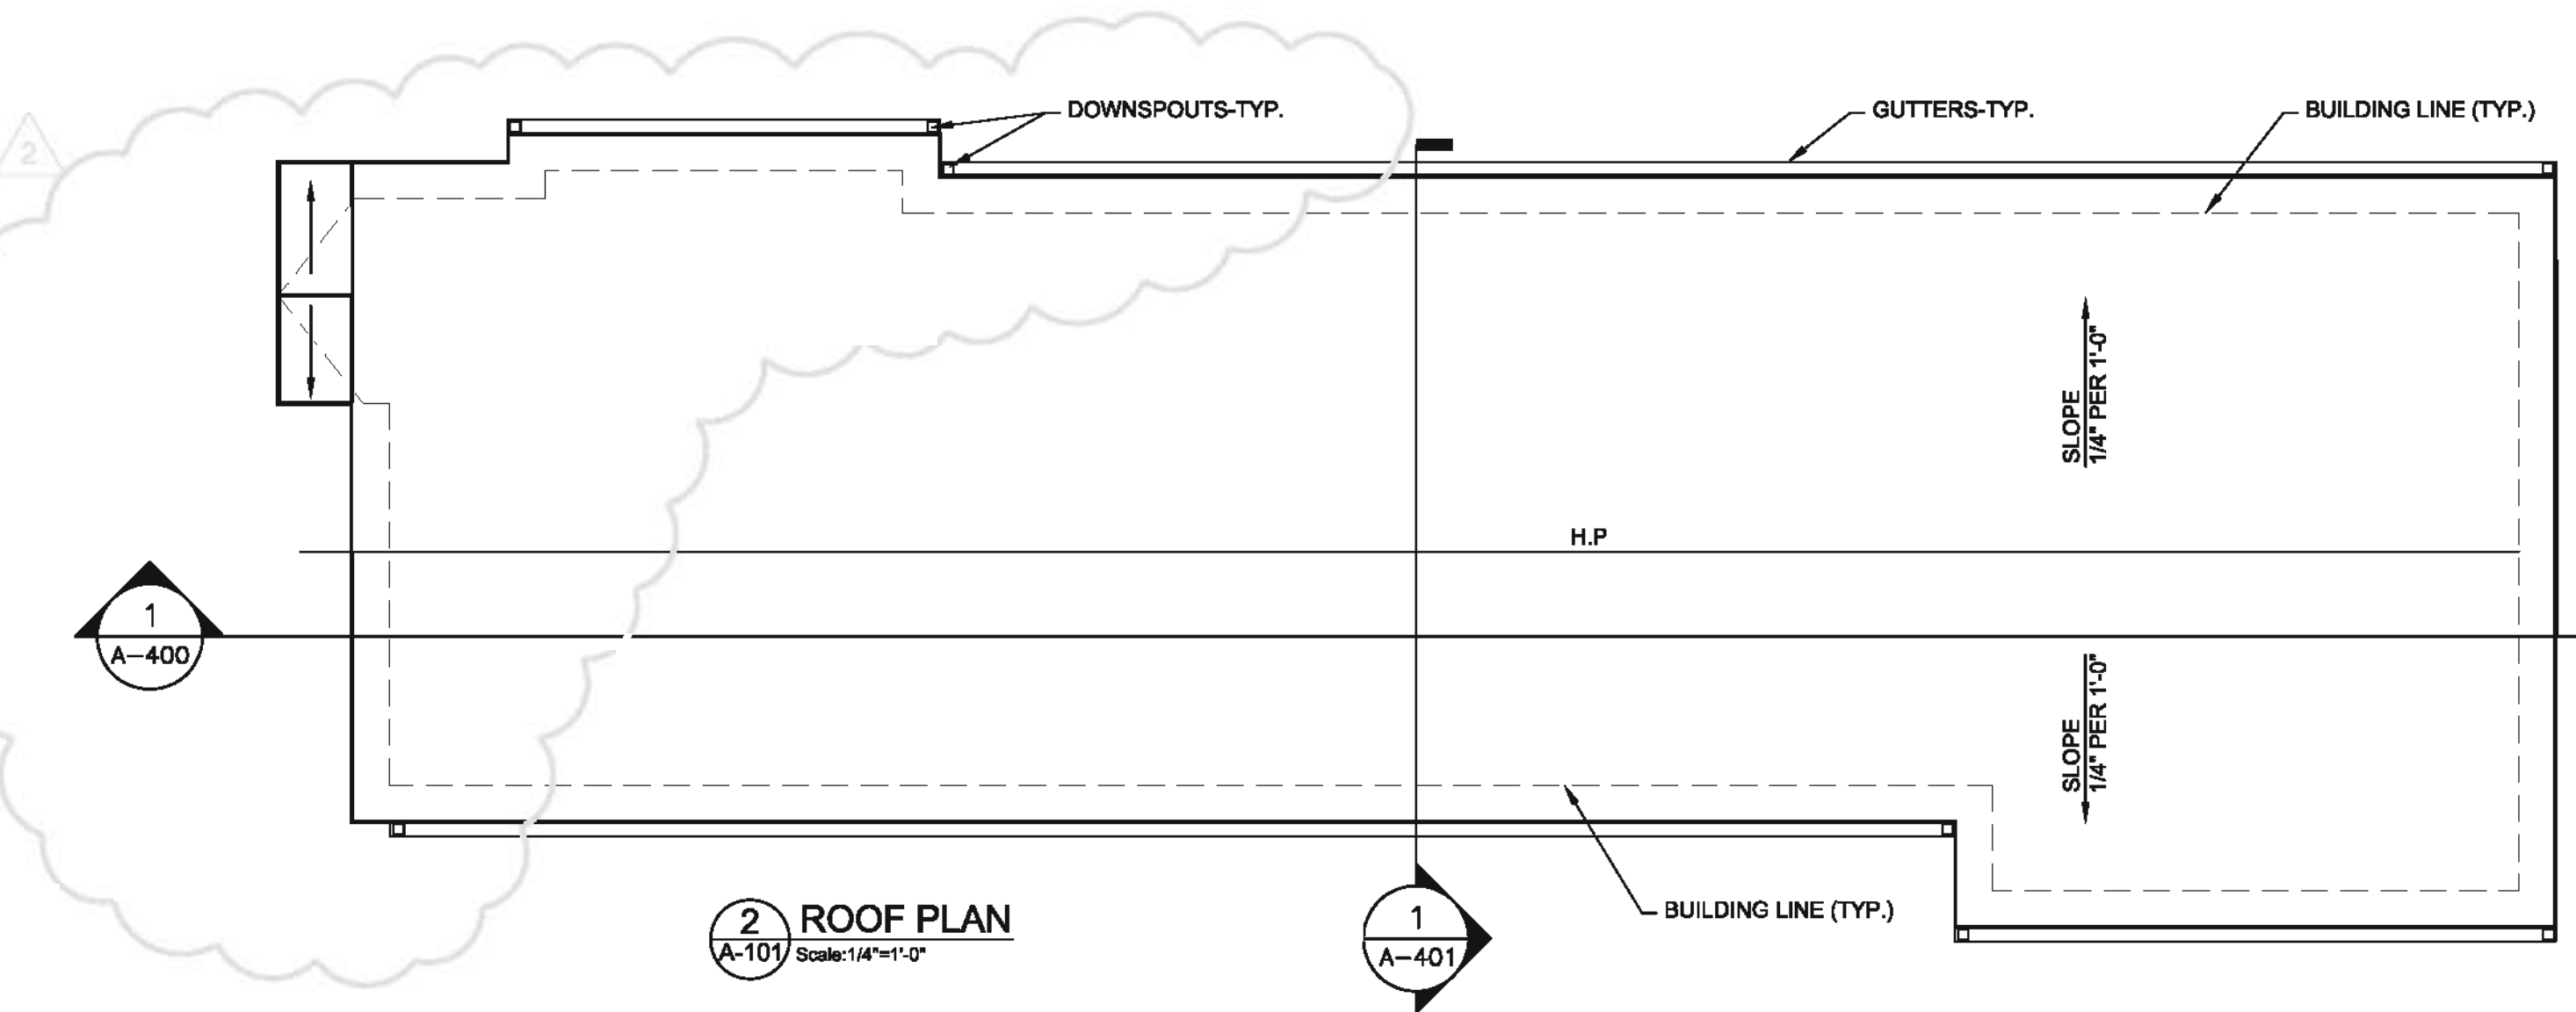 DOWNSPOUTS-TYP.
GUTTERS-TYP.
BUILDING LINE (TYP.)
2
SLOPE
1/4" PER 1'-0"
H.P
1
A-400
SLOPE
1/4" PER 1'-0"
BUILDING LINE (TYP.)
2
A-101
ROOF PLAN
Scale:1/4"=1'-0"
1
A-401